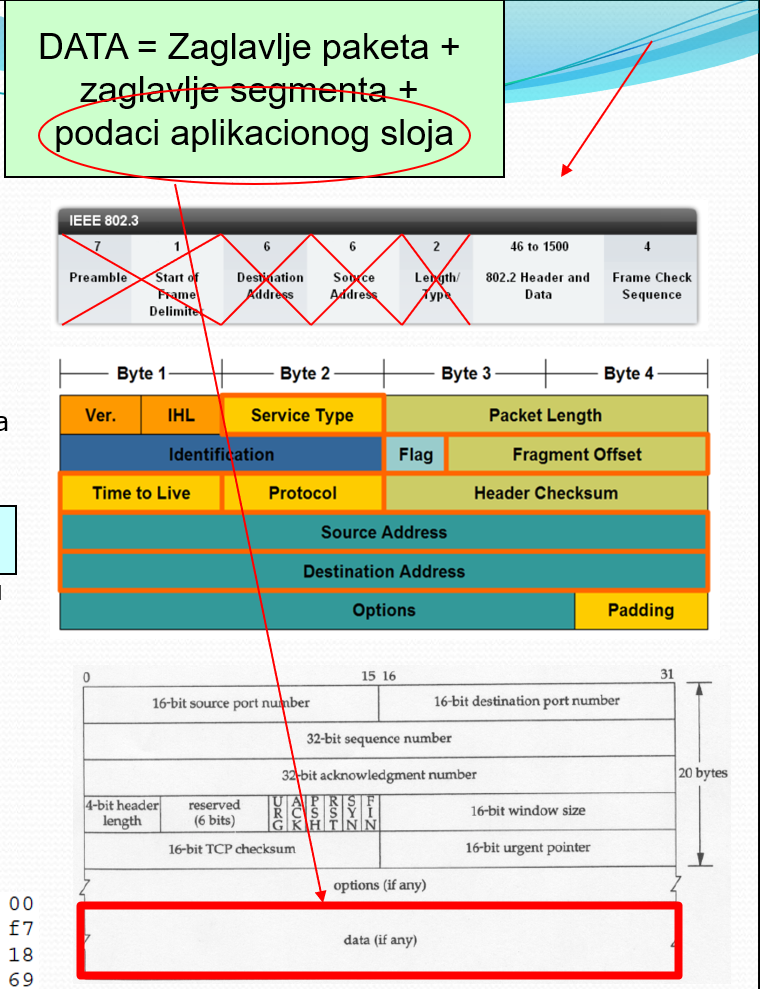 DATA = Zaglavlje paketa +
zaglavlje segmenta +
podaci aplikacionog sloja
IEEE 802.3
7 1 6 6 2 46 to 1500 4
Preamble Start of Frame Delimiter Destination Address Source Address Length/ Type 802.2 Header and Data Frame Check Sequence
Byte 1 Byte 2 Byte 3 Byte 4
Ver. IHL Service Type Packet Length
a
Identification Flag Fragment Offset
Time to Live Protocol Header Checksum
Source Address
Destination Address
Options Padding
0 15 16 31
16-bit source port number 16-bit destination port number
32-bit sequence number
32-bit acknowledgment number
20 bytes
4-bit header length reserved (6 bits) URG ACK PSH RST SYN FIN 16-bit window size
16-bit TCP checksum 16-bit urgent pointer
options (if any)
00
f7
data (if any)
18
69